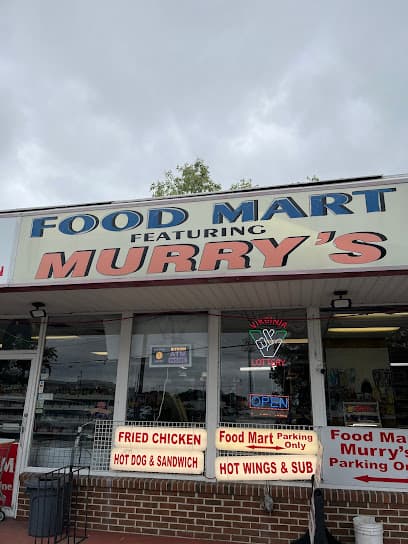 FOOD MART
FEATURING
MURRY'S
VIRGINIA
LOTTERY
ATM
OPEN
FRIED CHICKEN
HOT DOG & SANDWICH
Food Mart Parking
Only
HOT WINGS & SUB
Food Ma
Murry's
Parking Only